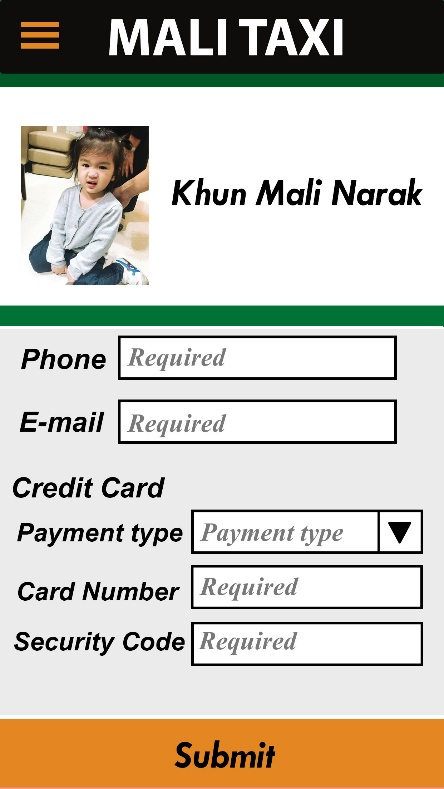 MALI TAXI
Khun Mali Narak
Phone Required
E-mail Required
Credit Card
Payment type Payment type
Card Number Required
Security Code Required
Submit